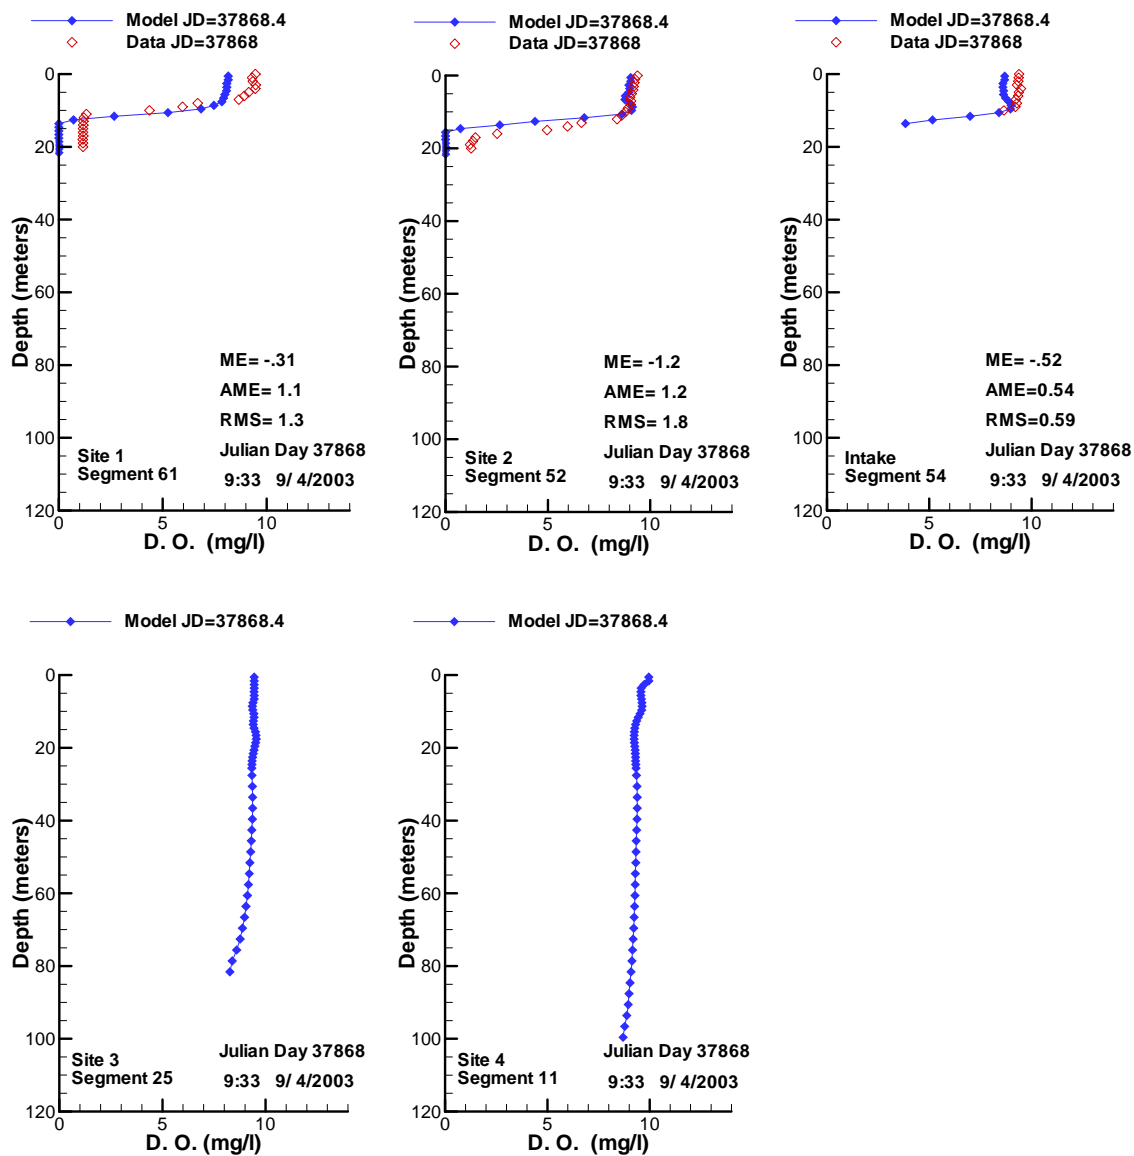 Model JD=37868.4
Data JD=37868
0
20
40
60
80
100
120
Depth (meters)
ME= -.31
AME= 1.1
RMS= 1.3
Julian Day 37868
9:33 9/ 4/2003
Site 1
Segment 61
0 5 10
D. O. (mg/l)
Model JD=37868.4
Data JD=37868
0
20
40
60
80
100
120
Depth (meters)
ME= -1.2
AME= 1.2
RMS= 1.8
Julian Day 37868
9:33 9/ 4/2003
Site 2
Segment 52
0 5 10
D. O. (mg/l)
Model JD=37868.4
Data JD=37868
0
20
40
60
80
100
120
Depth (meters)
ME= -.52
AME=0.54
RMS=0.59
Julian Day 37868
9:33 9/ 4/2003
Intake
Segment 54
0 5 10
D. O. (mg/l)
Model JD=37868.4
0
20
40
60
80
100
120
Depth (meters)
Julian Day 37868
9:33 9/ 4/2003
Site 3
Segment 25
0 5 10
D. O. (mg/l)
Model JD=37868.4
0
20
40
60
80
100
120
Depth (meters)
Julian Day 37868
9:33 9/ 4/2003
Site 4
Segment 11
0 5 10
D. O. (mg/l)